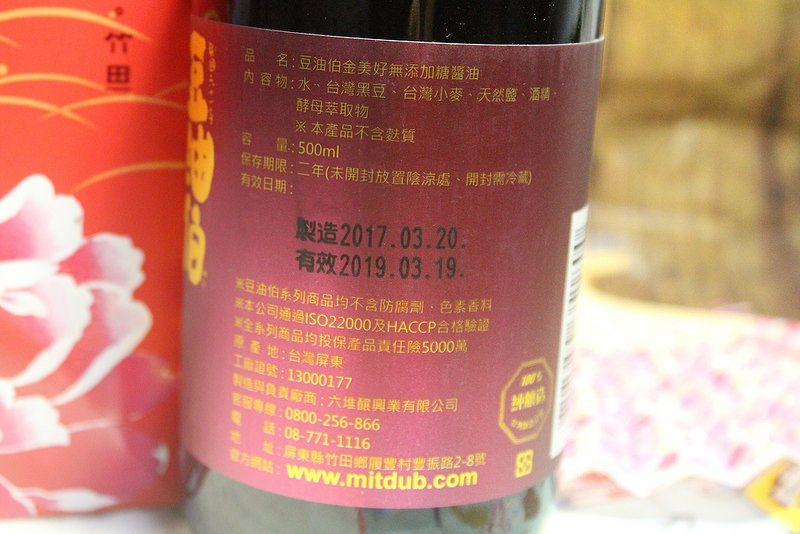 竹田
豆油伯
品名:豆油伯金美好無添加糖醬油
內容物:水、台灣黑豆、台灣小麥、天然鹽、酒精、
酵母萃取物
※本產品不含麩質
容量:500ml
保存期限:二年(未開封放置陰涼處、開封需冷藏)
有效日期:
製造2017.03.20.
有效2019.03.19.
※豆油伯系列商品均不含防腐劑、色素香料
※本公司通過ISO22000及HACCP合格驗證
※全系列商品均投保產品責任險5000萬
原產地:台灣屏東
工廠證號:13000177
製造與負責廠商:六堆釀興業有限公司
客服專線:0800-256-866
電話:08-771-1116
地址:屏東縣竹田鄉履豐村豐振路2-8號
官方網站:www.mitdub.com
100%
純釀造